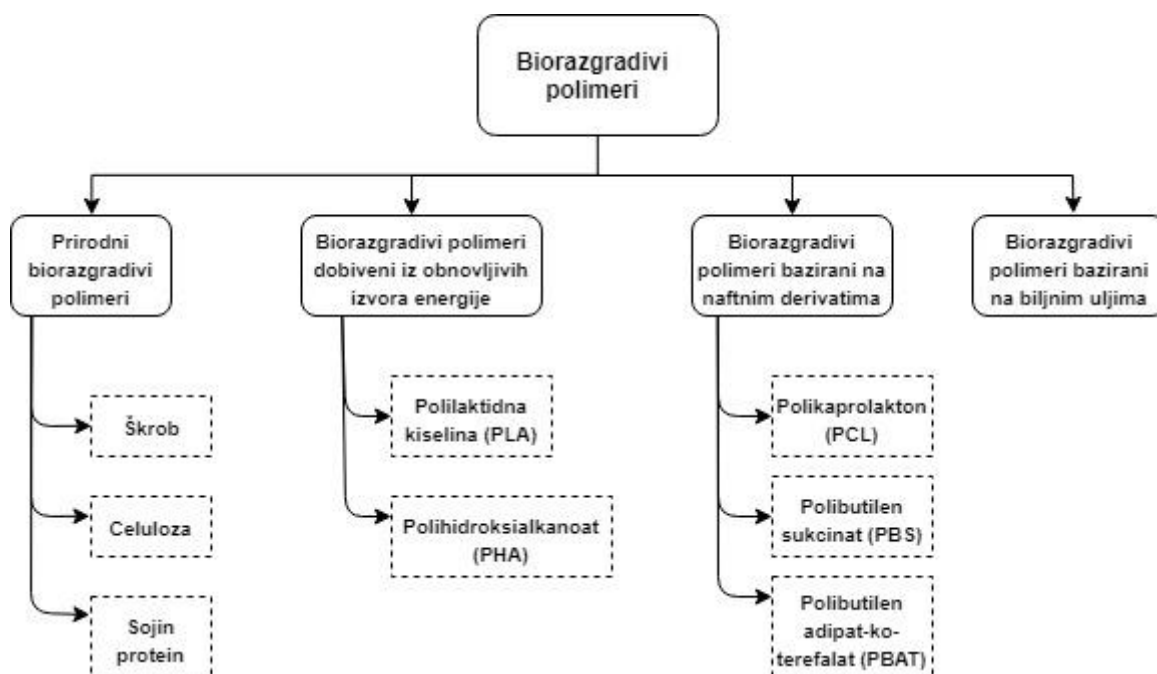 Biorazgradivi
polimeri
Prirodni
biorazgradivi
polimeri
Biorazgradivi polimeri
dobiveni iz obnovljivih
izvora energije
Biorazgradivi
polimeri bazirani na
naftnim derivatima
Biorazgradivi
polimeri bazirani
na biljnim uljima
Škrob
Celuloza
Sojin
protein
Polilaktidna
kiselina (PLA)
Polihidroksialkanoat
(PHA)
Polikaprolakton
(PCL)
Polibutilen
sukcinat (PBS)
Polibutilen
adipat-ko-
terefalat (PBAT)